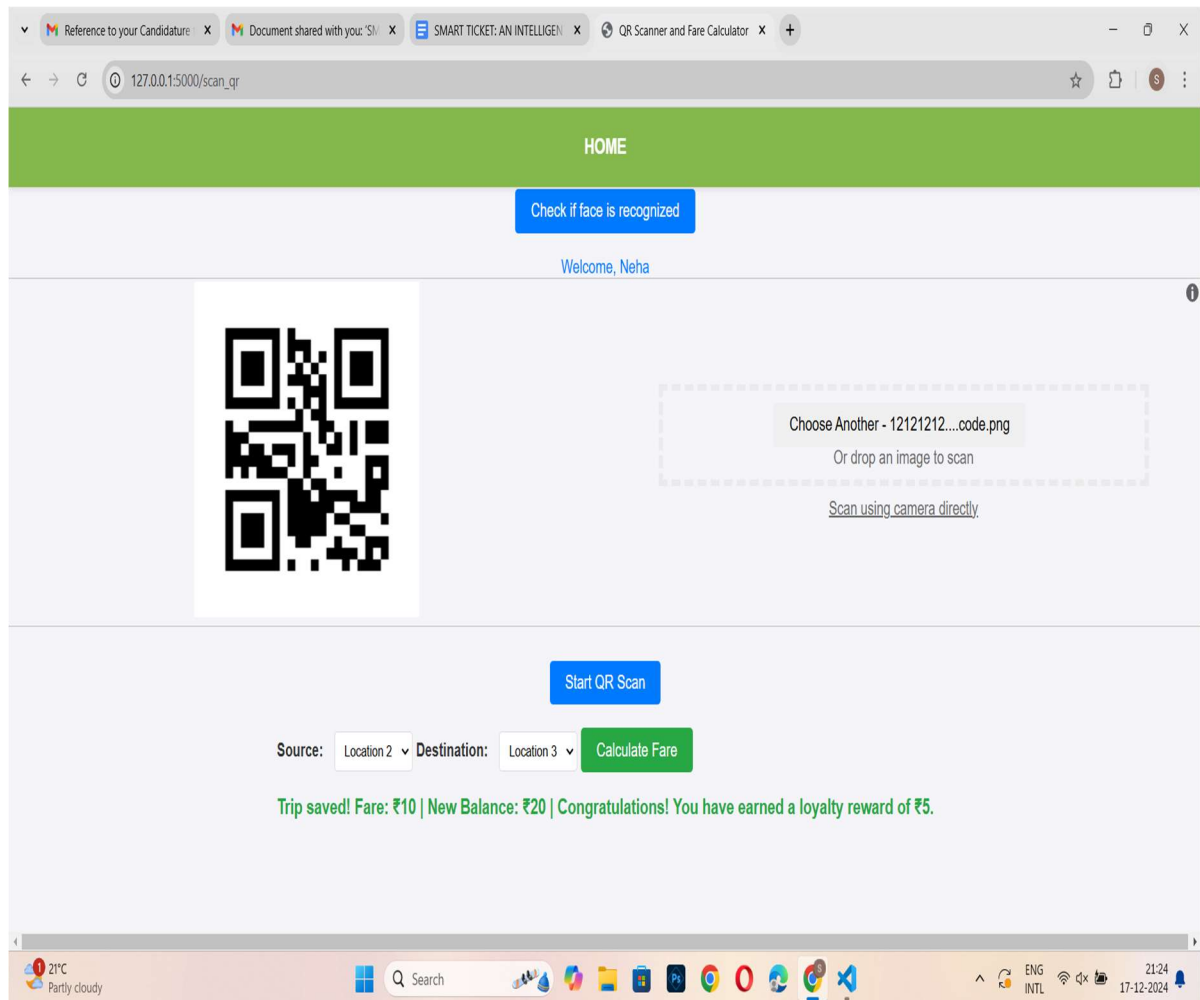 Reference to your Candidature
Document shared with you: ‘SM
SMART TICKET: AN INTELLIGEN
QR Scanner and Fare Calculator
127.0.0.1:5000/scan_qr
S
HOME
Check if face is recognized
Welcome, Neha
Choose Another - 12121212....code.png
Or drop an image to scan
Scan using camera directly
Start QR Scan
Source: Location 2 Destination: Location 3 Calculate Fare
Trip saved! Fare: ₹10 | New Balance: ₹20 | Congratulations! You have earned a loyalty reward of ₹5.
1
21°C
Partly cloudy
Search
Ps
S
ENG
INTL
21:24
17-12-2024